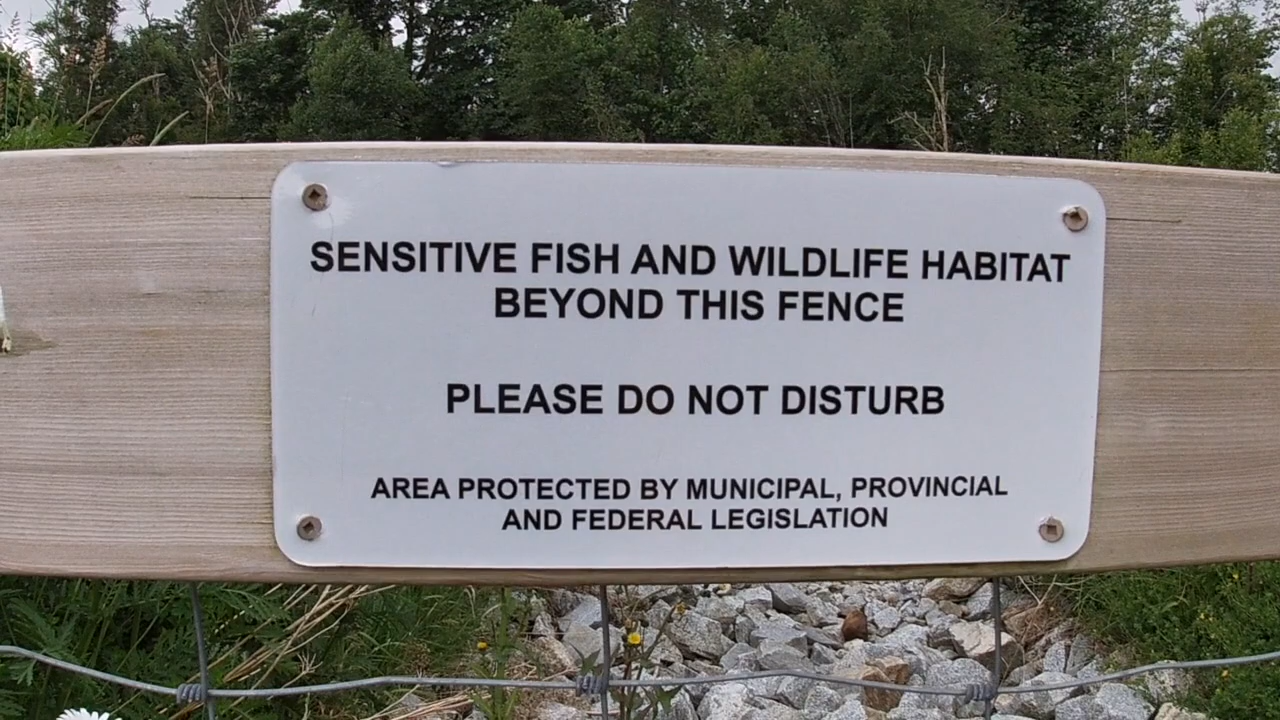 SENSITIVE FISH AND WILDLIFE HABITAT
BEYOND THIS FENCE
PLEASE DO NOT DISTURB
AREA PROTECTED BY MUNICIPAL, PROVINCIAL
AND FEDERAL LEGISLATION